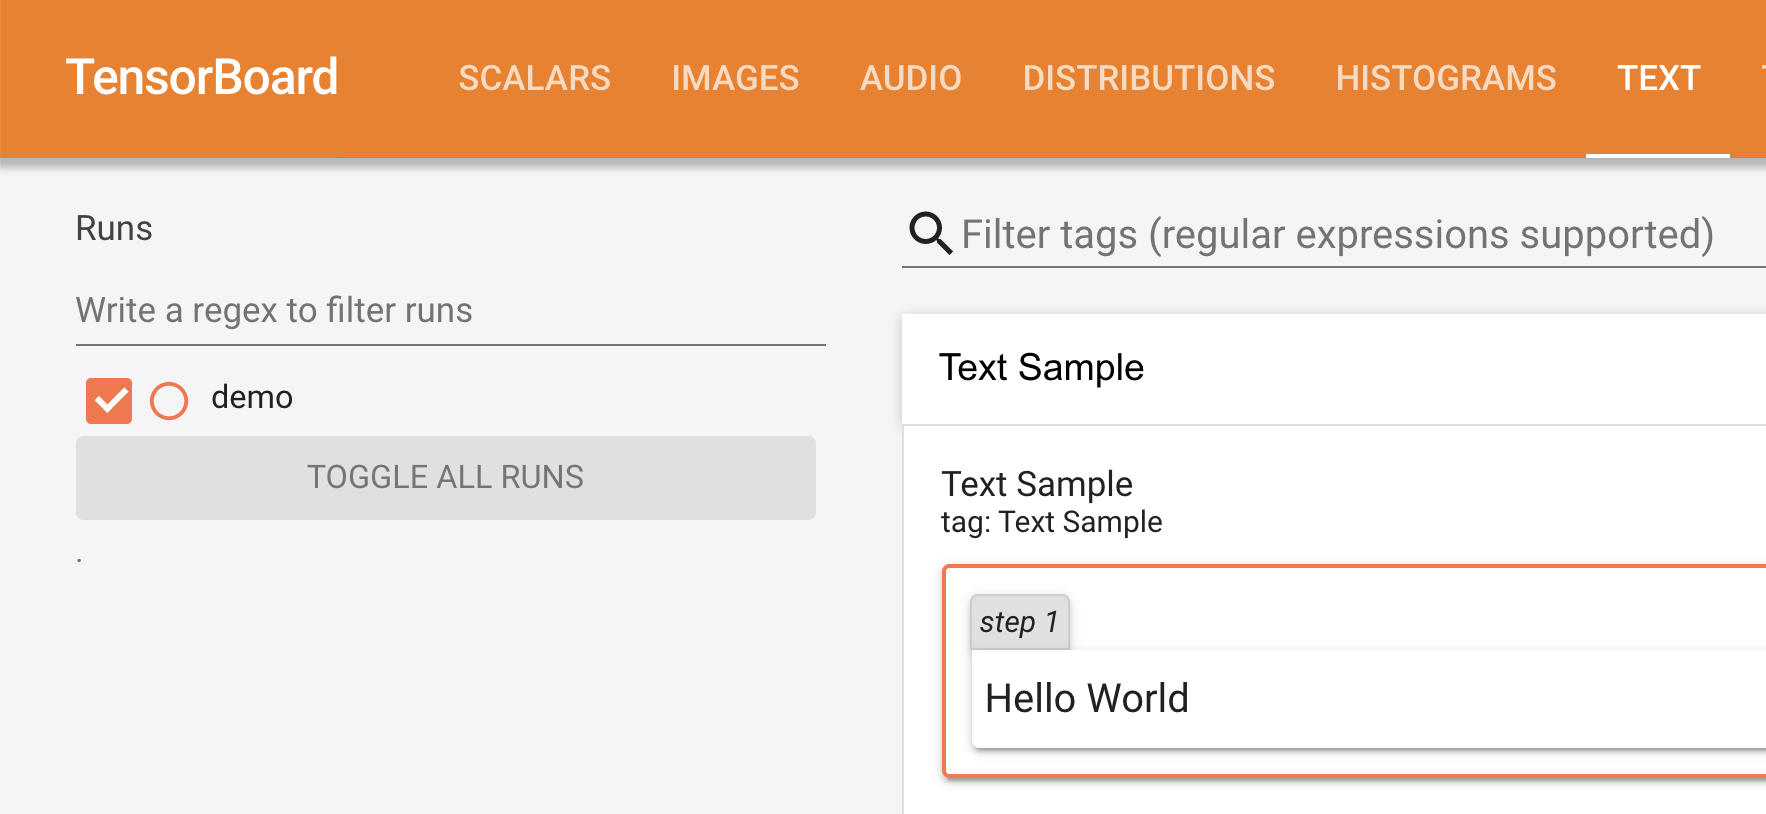 TensorBoard SCALARS IMAGES AUDIO DISTRIBUTIONS HISTOGRAMS TEXT
Runs
Write a regex to filter runs
demo
TOGGLE ALL RUNS
.
Filter tags (regular expressions supported)
Text Sample
Text Sample
tag: Text Sample
step 1
Hello World